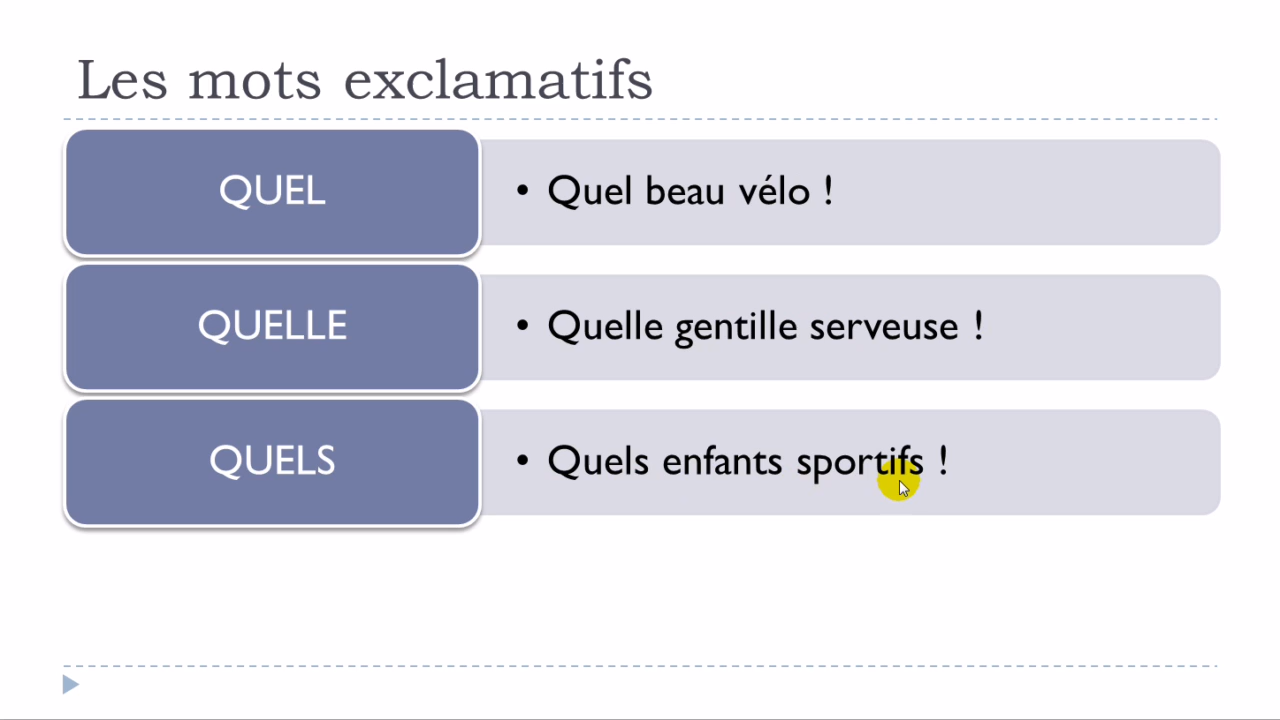 Les mots exclamatifs
QUEL
• Quel beau vélo !
QUELLE
• Quelle gentille serveuse !
QUELS
• Quels enfants sportifs !